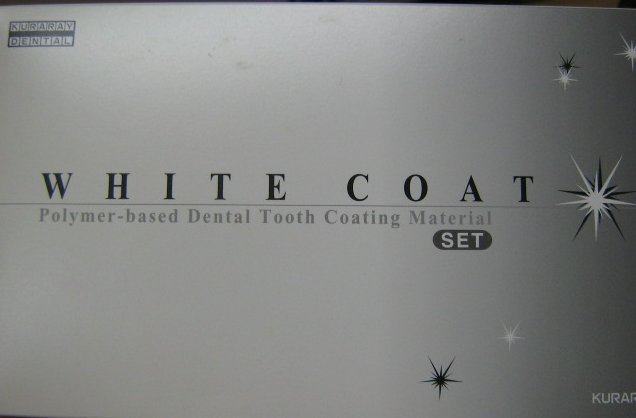 KURARAY
DENTAL
WHITE COAT
Polymer-based Dental Tooth Coating Material
SET
KURAR